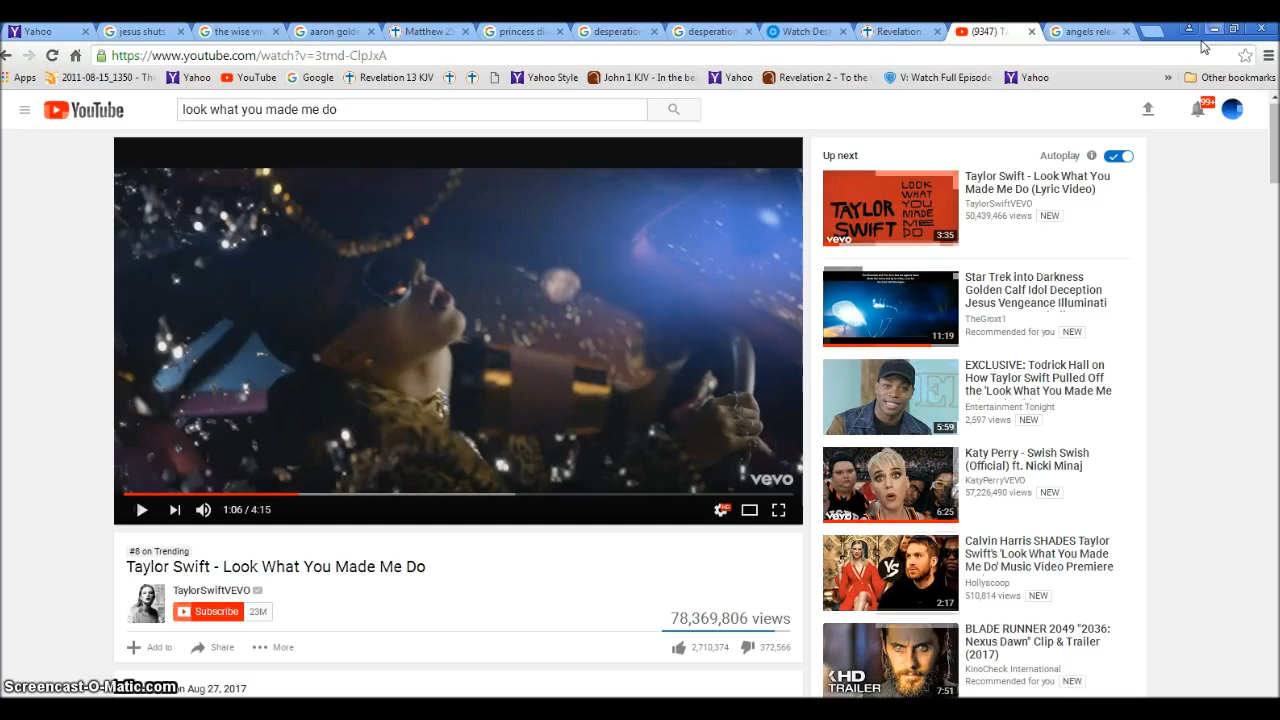 Yahoo
jesus shuts
the wise vir
aaron golde
Matthew 2
princess dia
desperation
desperation
Watch Desp
Revelation
(9347) T
angels relea
https://www.youtube.com/watch?v=3tmd-ClpJxA
Apps
2011-08-15_1350 - The
Yahoo
YouTube
Google
Revelation 13 KJV
Yahoo Style
John 1 KJV - In the be
Yahoo
Revelation 2 - To the
V: Watch Full Episode
Yahoo
»
Other bookmarks
YouTube
look what you made me do
99+
vevo
1:06 / 4:15
HD
#8 on Trending
Taylor Swift - Look What You Made Me Do
TaylorSwiftVEVO
Subscribe
23M
78,369,806 views
Add to
Share
More
2,710,374
372,566
Screencast-O-Matic.com
on Aug 27, 2017
Up next
Autoplay
LOOK
WHAT
YOU
MADE
ME
DO
TAYLOR
SWIFT
vevo
3:35
Taylor Swift - Look What You
Made Me Do (Lyric Video)
TaylorSwiftVEVO
50,439,466 views
NEW
11:19
Star Trek into Darkness
Golden Calf Idol Deception
Jesus Vengeance Illuminati
TheGroxt1
Recommended for you
NEW
5:59
EXCLUSIVE: Todrick Hall on
How Taylor Swift Pulled Off
the 'Look What You Made Me
Entertainment Tonight
2,597 views
NEW
vevo
6:25
Katy Perry - Swish Swish
(Official) ft. Nicki Minaj
KatyPerryVEVO
57,226,490 views
NEW
VS
2:17
Calvin Harris SHADES Taylor
Swift's 'Look What You Made
Me Do' Music Video Premiere
Hollyscoop
510,814 views
NEW
HD
TRAILER
7:51
BLADE RUNNER 2049 "2036:
Nexus Dawn" Clip & Trailer
(2017)
KinoCheck International
Recommended for you
NEW